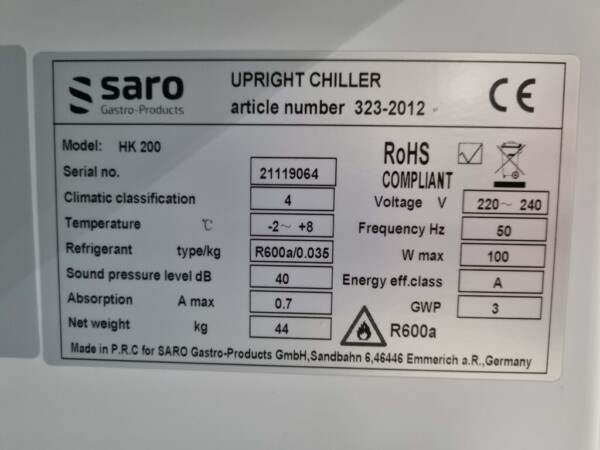 saro
Gastro-Products
UPRIGHT CHILLER
article number 323-2012
CE
Model: HK 200
RoHS
COMPLIANT
Serial no. 21119064
Climatic classification 4
Voltage V 220~ 240
Temperature °C -2~ +8
Frequency Hz 50
Refrigerant type/kg R600a/0.035
W max 100
Sound pressure level dB 40
Energy eff.class A
Absorption A max 0.7
GWP 3
Net weight kg 44
R600a
Made in P.R.C for SARO Gastro-Products GmbH,Sandbahn 6,46446 Emmerich a.R.,Germany